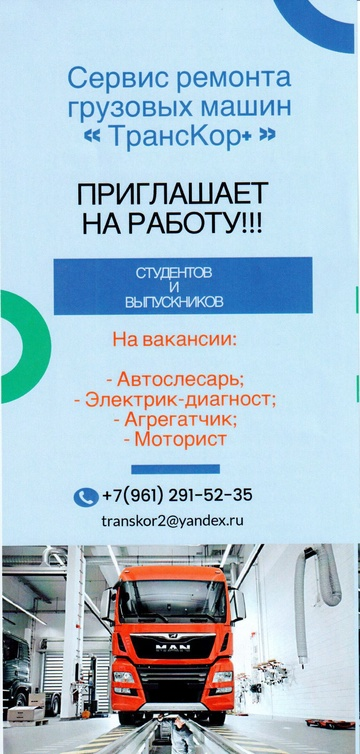 Сервис ремонта
грузовых машин
« ТрансКор+ »
ПРИГЛАШАЕТ
НА РАБОТУ!!!
СТУДЕНТОВ
И
ВЫПУСКНИКОВ
На вакансии:
- Автослесарь;
- Электрик-диагност;
- Агрегатчик;
- Моторист
+7(961) 291-52-35
transkor2@yandex.ru
MAN